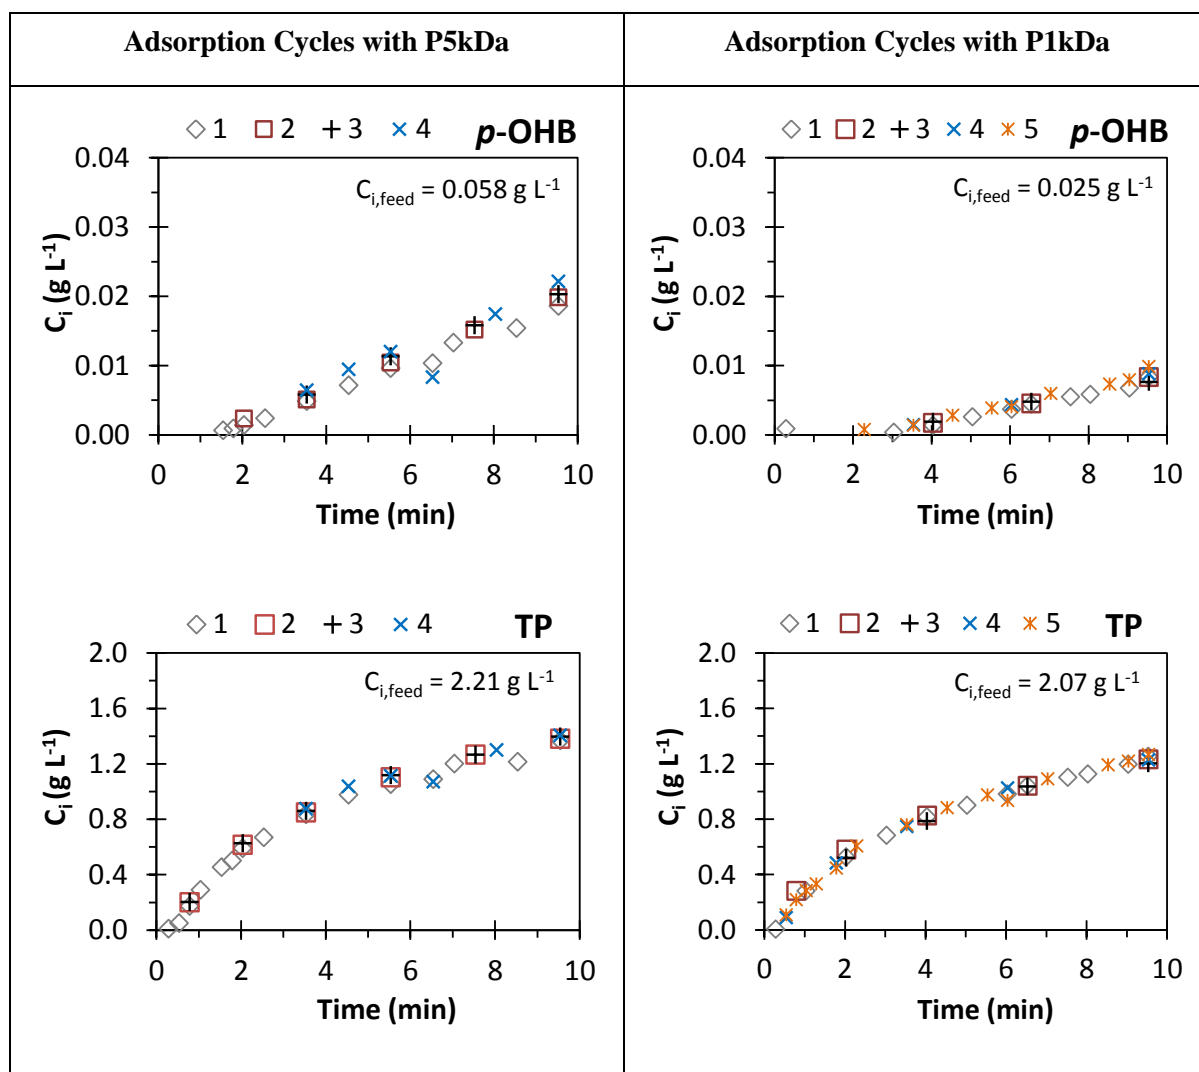 Adsorption Cycles with P5kDa
Adsorption Cycles with P1kDa
1 2 3 4 p-OHB
C_i,feed = 0.058 g L⁻¹
C_i (g L⁻¹)
0.04
0.03
0.02
0.01
0.00
0 2 4 6 8 10
Time (min)
1 2 3 4 5 p-OHB
C_i,feed = 0.025 g L⁻¹
C_i (g L⁻¹)
0.04
0.03
0.02
0.01
0.00
0 2 4 6 8 10
Time (min)
1 2 3 4 TP
C_i,feed = 2.21 g L⁻¹
C_i (g L⁻¹)
2.0
1.6
1.2
0.8
0.4
0.0
0 2 4 6 8 10
Time (min)
1 2 3 4 5 TP
C_i,feed = 2.07 g L⁻¹
C_i (g L⁻¹)
2.0
1.6
1.2
0.8
0.4
0.0
0 2 4 6 8 10
Time (min)